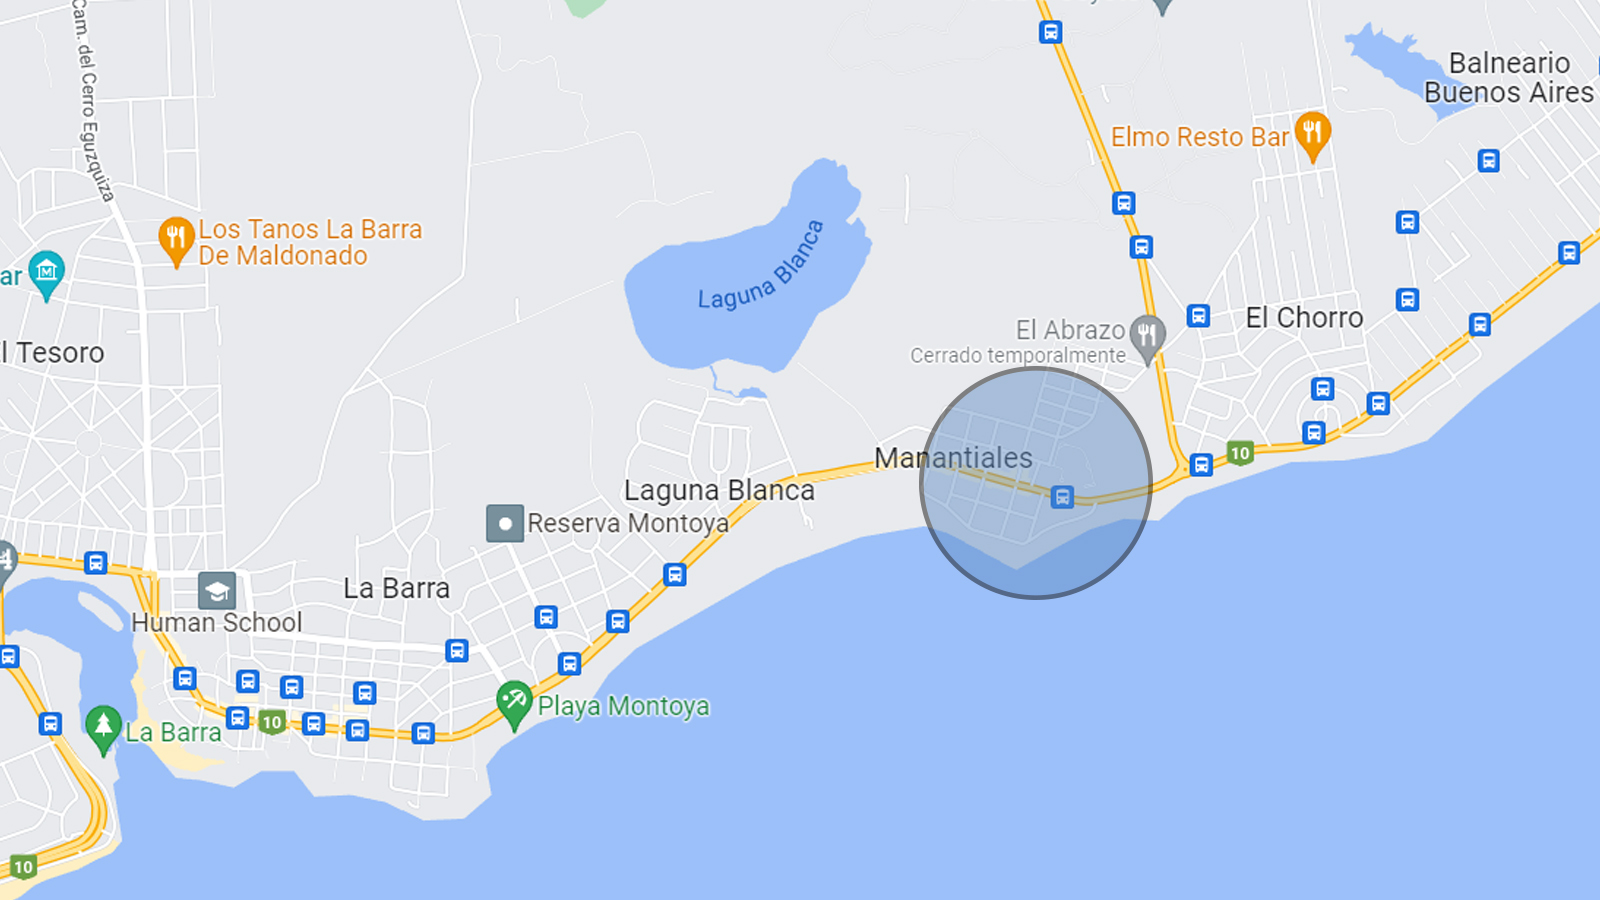 Cam. del Cerro Eguzquiza
Balneario
Buenos Aires
Elmo Resto Bar
Los Tanos La Barra
De Maldonado
ar
Laguna Blanca
El Chorro
El Abrazo
Cerrado temporalmente
l Tesoro
Manantiales
10
Laguna Blanca
Reserva Montoya
4
La Barra
Human School
Playa Montoya
10
La Barra
10